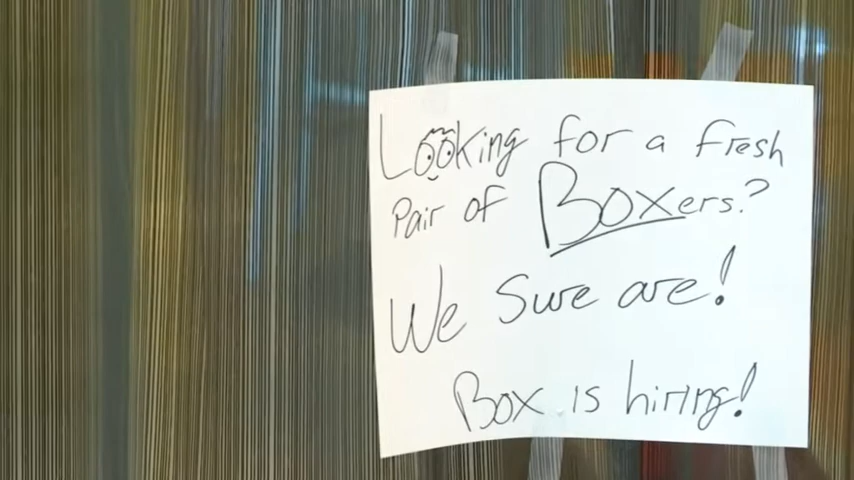 Looking for a fresh
Pair of BOXers?
We Sure are!
Box is hiring!